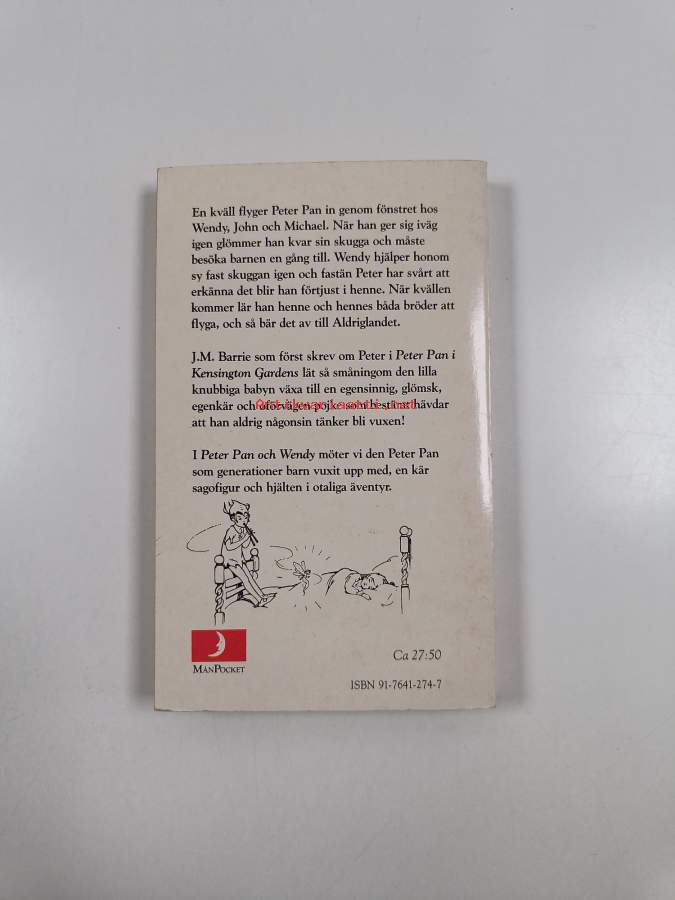 En kväll flyger Peter Pan in genom fönstret hos
Wendy, John och Michael. När han ger sig iväg
igen glömmer han kvar sin skugga och måste
besöka barnen en gång till. Wendy hjälper honom
sy fast skuggan igen och fastän Peter har svårt att
erkänna det blir han förtjust i henne. När kvällen
kommer lär han henne och hennes båda bröder att
flyga, och så bär det av till Aldriglandet.
J.M. Barrie som först skrev om Peter i Peter Pan i
Kensington Gardens lät så småningom den lilla
knubbiga babyn växa till en egensinnig, glömsk,
egenkär och oförvägen pojke som bestämt hävdar
att han aldrig någonsin tänker bli vuxen!
I Peter Pan och Wendy möter vi den Peter Pan
som generationer barn vuxit upp med, en kär
sagofigur och hjälten i otaliga äventyr.
MånPocket
Ca 27:50
ISBN 91-7641-274-7